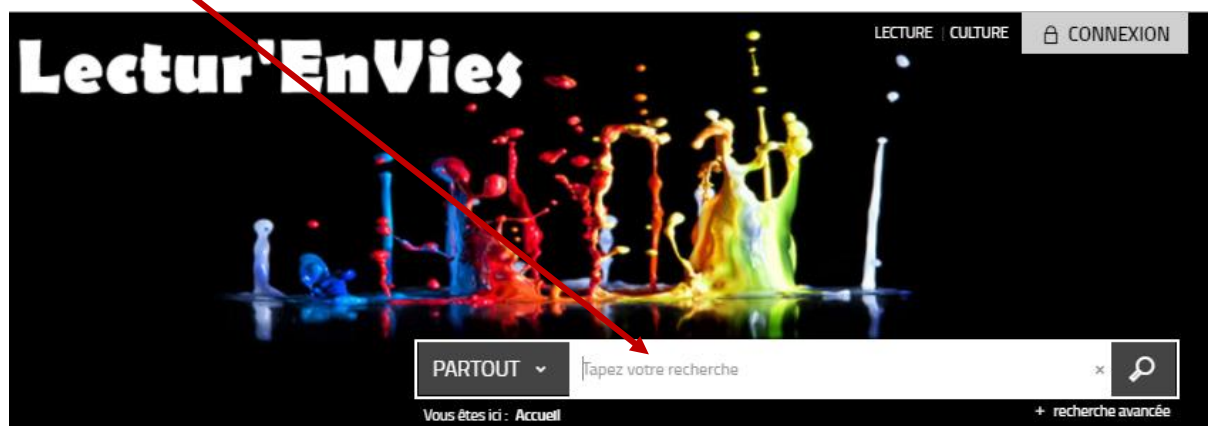 LECTURE | CULTURE
CONNEXION
Lectur'EnVies
PARTOUT
Tapez votre recherche
×
Vous êtes ici : Accueil
+ recherche avancée